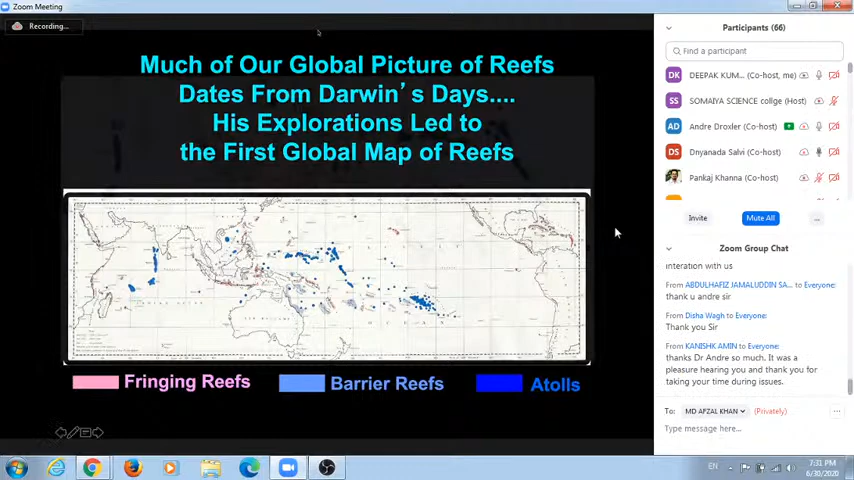 Zoom Meeting
Recording...
Much of Our Global Picture of Reefs
Dates From Darwin's Days....
His Explorations Led to
the First Global Map of Reefs
Fringing Reefs
Barrier Reefs
Atolls
Participants (66)
Find a participant
DK DEEPAK KUM... (Co-host, me)
SS SOMAIYA SCIENCE collge (Host)
AD Andre Droxler (Co-host)
DS Dnyanada Salvi (Co-host)
Pankaj Khanna (Co-host)
Invite
Mute All
...
Zoom Group Chat
interation with us
From ABDULHAFIZ JAMALUDDIN SA... to Everyone:
thank u andre sir
From Disha Wagh to Everyone:
Thank you Sir
From KANISHK AMIN to Everyone:
thanks Dr Andre so much. It was a
pleasure hearing you and thank you for
taking your time during issues.
To: MD AFZAL KHAN (Privately)
Type message here...
EN
7:31 PM
6/30/2020